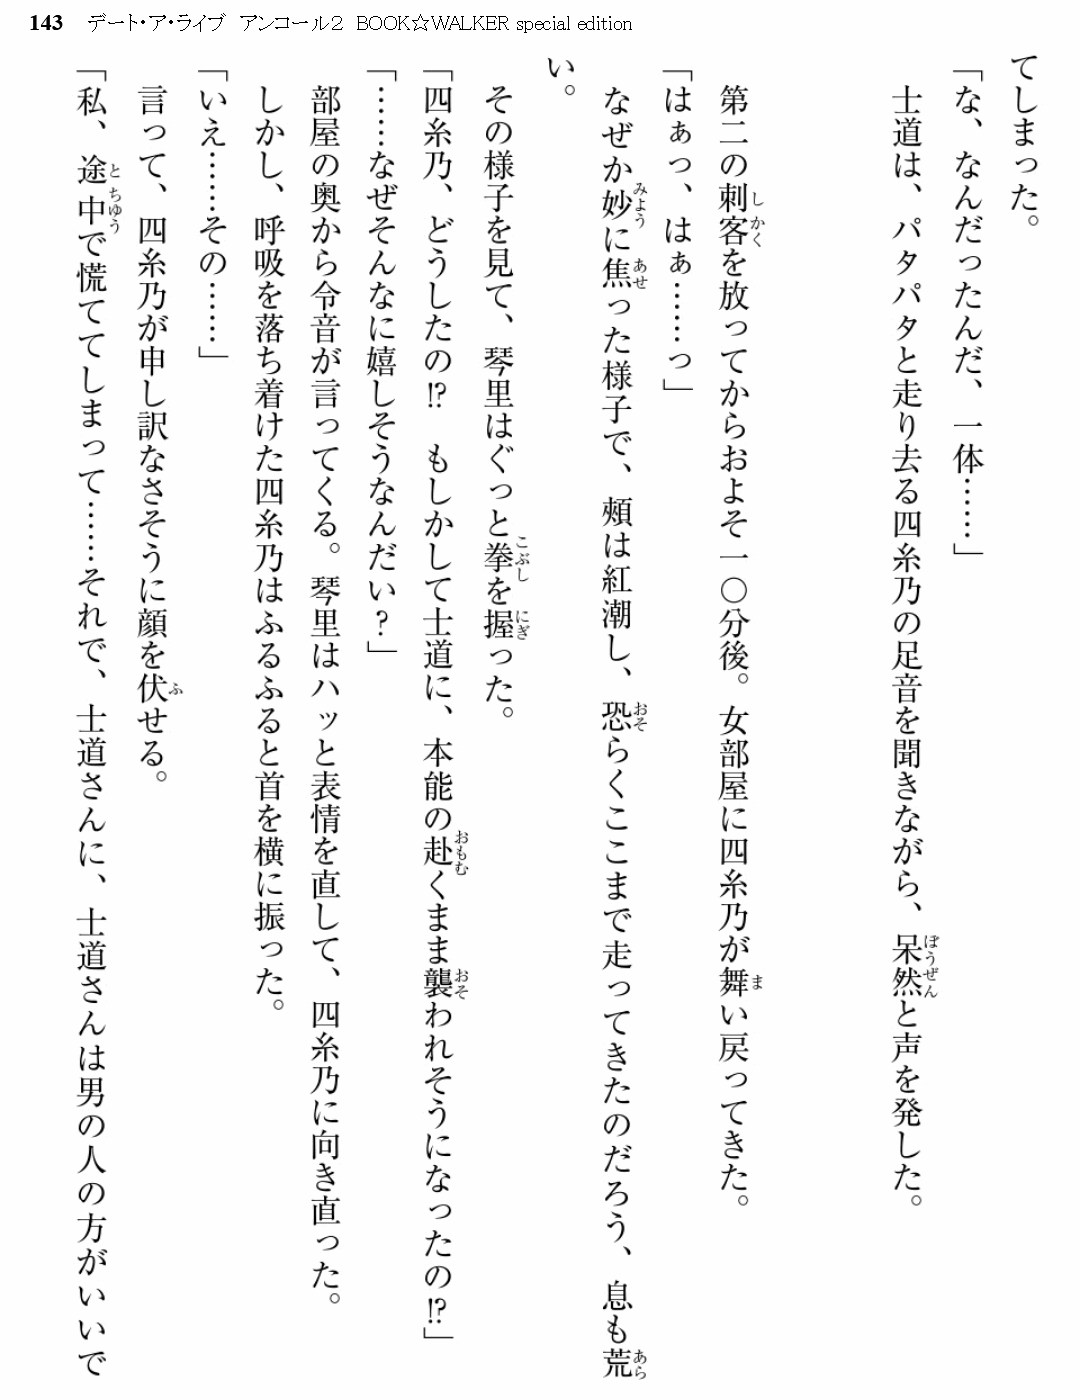 143 デート・ア・ライブ アンコール2 BOOK☆WALKER special edition
てしまった。
「な、なんだったんだ、一体……」
士道は、パタパタと走り去る四糸乃の足音を聞きながら、呆然と声を発した。
第二の刺客を放ってからおよそ一〇分後。女部屋に四糸乃が舞い戻ってきた。
「はぁっ、はぁ……っ」
なぜか妙に焦った様子で、頰は紅潮し、恐らくここまで走ってきたのだろう、息も荒
い。
その様子を見て、琴里はぐっと拳を握った。
「四糸乃、どうしたの!? もしかして士道に、本能の赴くまま襲われそうになったの!?」
「……なぜそんなに嬉しそうなんだい?」
部屋の奥から令音が言ってくる。琴里はハッと表情を直して、四糸乃に向き直った。
しかし、呼吸を落ち着けた四糸乃はふるふると首を横に振った。
「いえ……その……」
言って、四糸乃が申し訳なさそうに顔を伏せる。
「私、途中で慌ててしまって……それで、士道さんに、士道さんは男の人の方がいいで